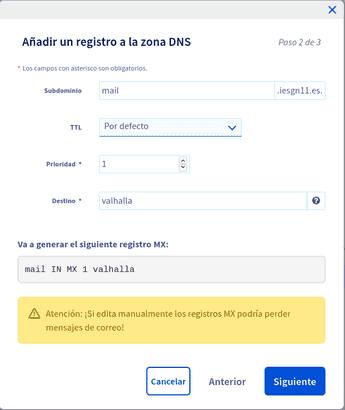 Añadir un registro a la zona DNS
Paso 2 de 3
* Los campos con asterisco son obligatorios.
Subdominio
mail
.iesgn11.es.
TTL
Por defecto
Prioridad *
1
Destino *
valhalla
Va a generar el siguiente registro MX:
mail IN MX 1 valhalla
Atención: ¡Si edita manualmente los registros MX podría perder
mensajes de correo!
Cancelar
Anterior
Siguiente